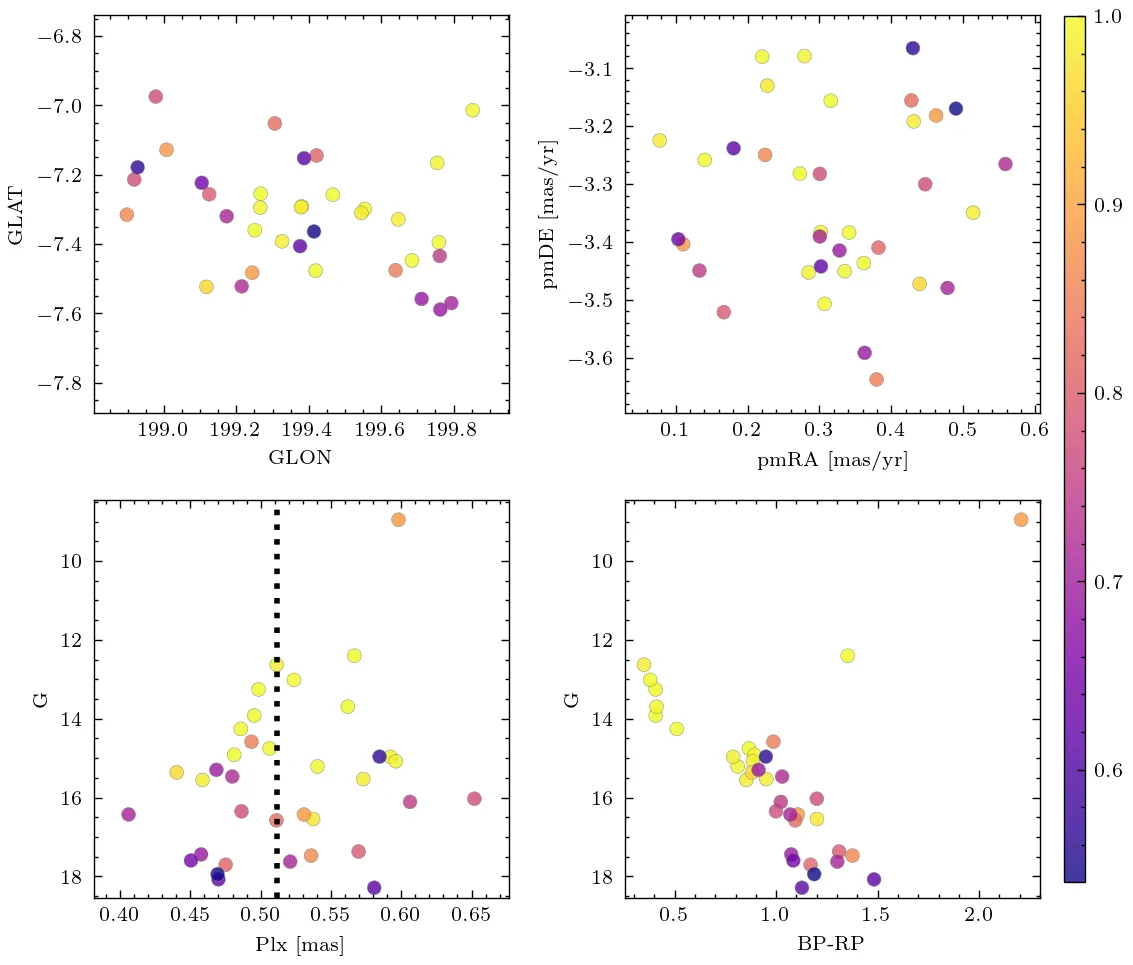 −6.8
−7.0
−7.2
−7.4
−7.6
−7.8
GLAT
199.0 199.2 199.4 199.6 199.8
GLON
−3.1
−3.2
−3.3
−3.4
−3.5
−3.6
pmDE [mas/yr]
0.1 0.2 0.3 0.4 0.5 0.6
pmRA [mas/yr]
10
12
14
16
18
G
0.40 0.45 0.50 0.55 0.60 0.65
Plx [mas]
10
12
14
16
18
G
0.5 1.0 1.5 2.0
BP-RP
1.0
0.9
0.8
0.7
0.6